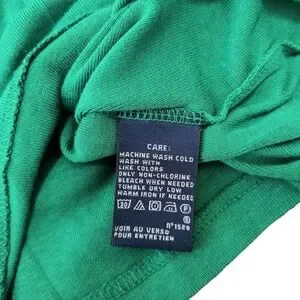 CARE:
MACHINE WASH COLD
WASH WITH
LIKE COLORS
ONLY NON-CHLORINE
BLEACH WHEN NEEDED
TUMBLE DRY LOW
WARM IRON IF NEEDED
30 P
VOIR AU VERSO
POUR ENTRETIEN